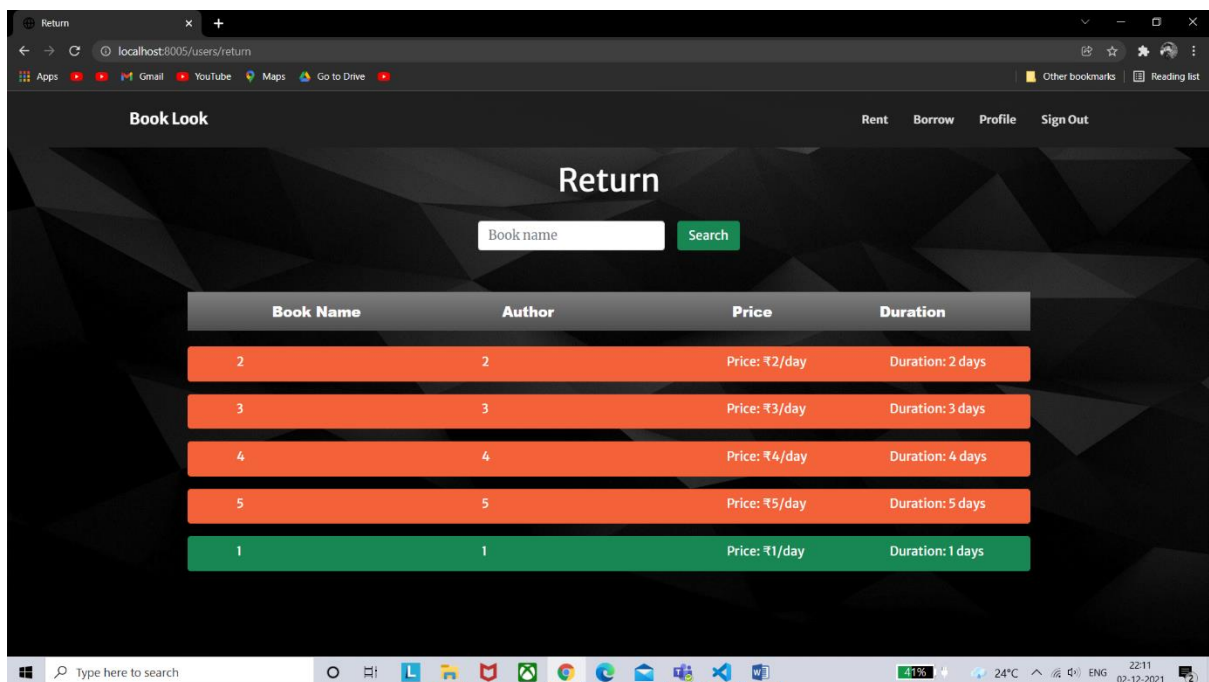 Return
localhost:8005/users/return
Apps Gmail YouTube Maps Go to Drive Other bookmarks Reading list
Book Look Rent Borrow Profile Sign Out
Return
Book name Search
Book Name Author Price Duration
2 2 Price: ₹2/day Duration: 2 days
3 3 Price: ₹3/day Duration: 3 days
4 4 Price: ₹4/day Duration: 4 days
5 5 Price: ₹5/day Duration: 5 days
1 1 Price: ₹1/day Duration: 1 days
Type here to search 41% 24°C ENG 22:11
02-12-2021 2